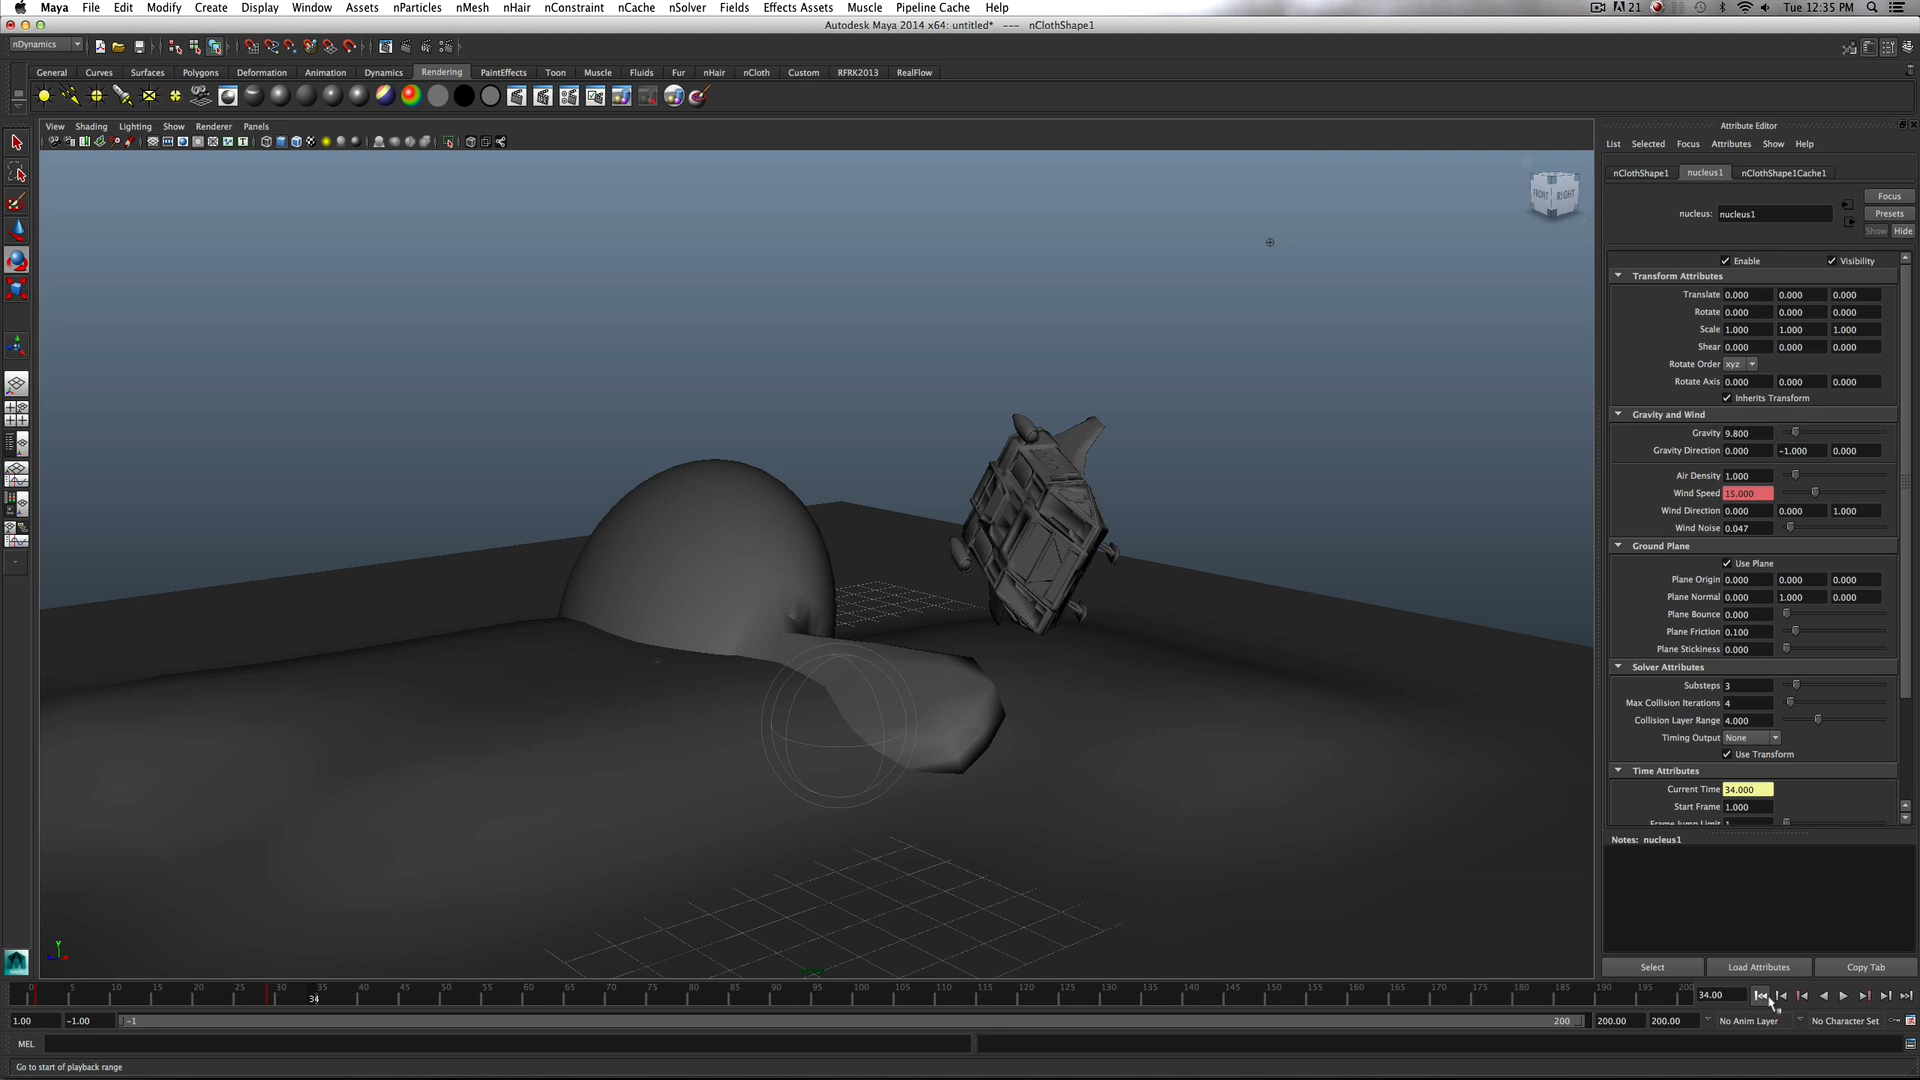 Maya File Edit Modify Create Display Window Assets nParticles nMesh nHair nConstraint nCache nSolver Fields Effects Assets Muscle Pipeline Cache Help 21 Tue 12:35 PM
Autodesk Maya 2014 x64: untitled* --- nClothShape1
nDynamics
General Curves Surfaces Polygons Deformation Animation Dynamics Rendering PaintEffects Toon Muscle Fluids Fur nHair nCloth Custom RFRK2013 RealFlow
View Shading Lighting Show Renderer Panels
FRONT RIGHT
Attribute Editor
List Selected Focus Attributes Show Help
nClothShape1 nucleus1 nClothShape1Cache1
Focus
nucleus: nucleus1 Presets
Show Hide
Enable Visibility
Transform Attributes
Translate 0.000 0.000 0.000
Rotate 0.000 0.000 0.000
Scale 1.000 1.000 1.000
Shear 0.000 0.000 0.000
Rotate Order xyz
Rotate Axis 0.000 0.000 0.000
Inherits Transform
Gravity and Wind
Gravity 9.800
Gravity Direction 0.000 -1.000 0.000
Air Density 1.000
Wind Speed 15.000
Wind Direction 0.000 0.000 1.000
Wind Noise 0.047
Ground Plane
Use Plane
Plane Origin 0.000 0.000 0.000
Plane Normal 0.000 1.000 0.000
Plane Bounce 0.000
Plane Friction 0.100
Plane Stickiness 0.000
Solver Attributes
Substeps 3
Max Collision Iterations 4
Collision Layer Range 4.000
Timing Output None
Use Transform
Time Attributes
Current Time 34.000
Start Frame 1.000
Frame Jump Limit 1
Notes: nucleus1
Select Load Attributes Copy Tab
0 5 10 15 20 25 30 35 40 45 50 55 60 65 70 75 80 85 90 95 100 105 110 115 120 125 130 135 140 145 150 155 160 165 170 175 180 185 190 195 200
34 34.00
1.00 -1.00 -1 200 200.00 200.00 No Anim Layer No Character Set
MEL
Go to start of playback range